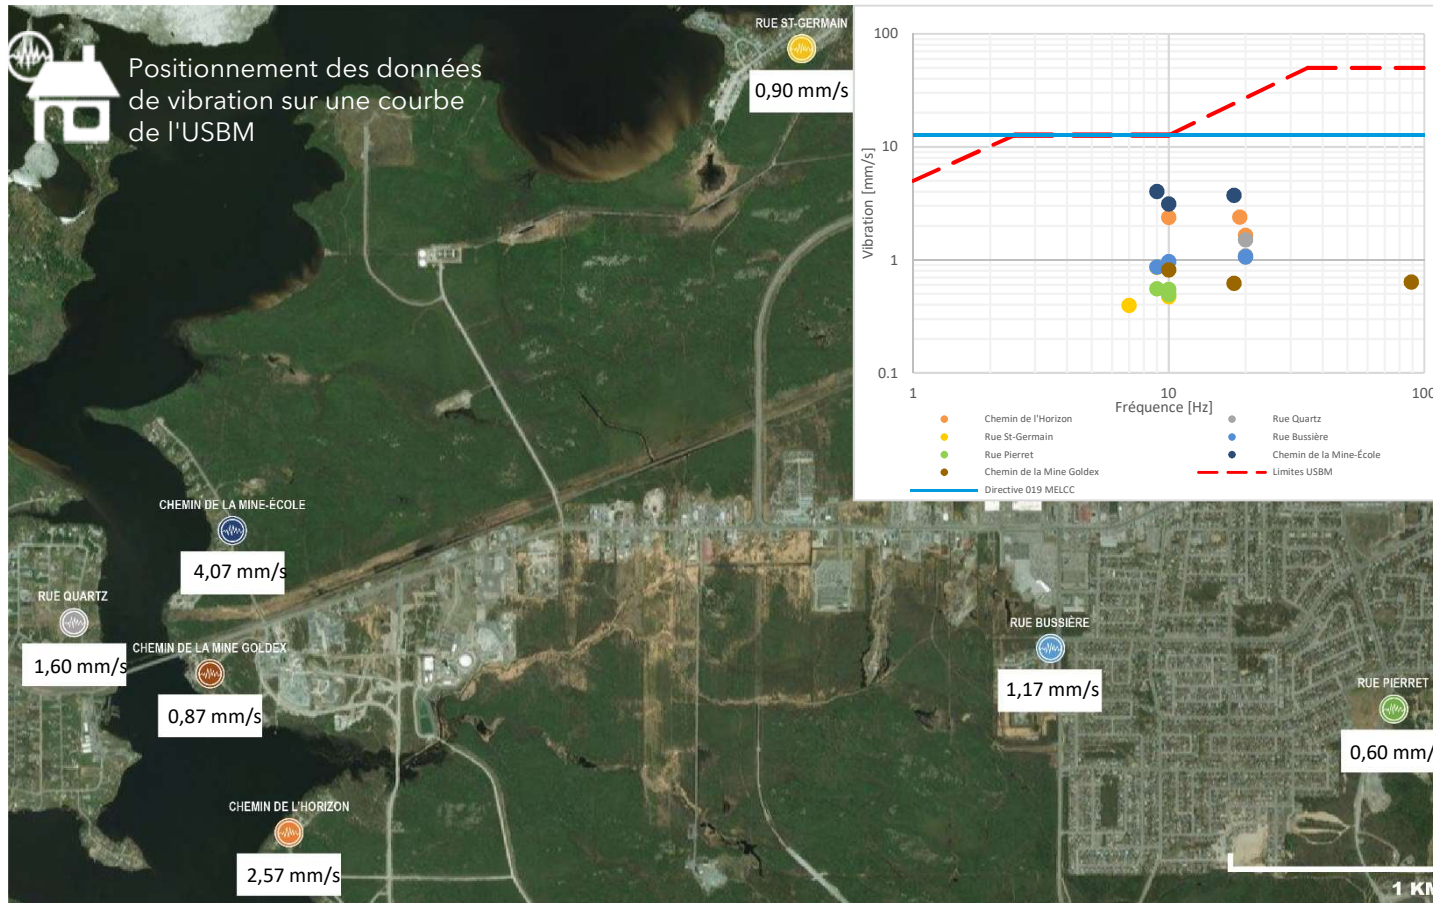 Positionnement des données
de vibration sur une courbe
de l'USBM
RUE ST-GERMAIN
0,90 mm/s
100
10
1
0.1
Vibration [mm/s]
1
10
100
Fréquence [Hz]
Chemin de l'Horizon
Rue Quartz
Rue St-Germain
Rue Bussière
Rue Pierret
Chemin de la Mine-École
Chemin de la Mine Goldex
Limites USBM
Directive 019 MELCC
CHEMIN DE LA MINE-ÉCOLE
4,07 mm/s
RUE QUARTZ
1,60 mm/s
CHEMIN DE LA MINE GOLDEX
0,87 mm/s
RUE BUSSIÈRE
1,17 mm/s
RUE PIERRET
0,60 mm/
CHEMIN DE L'HORIZON
2,57 mm/s
1 KM